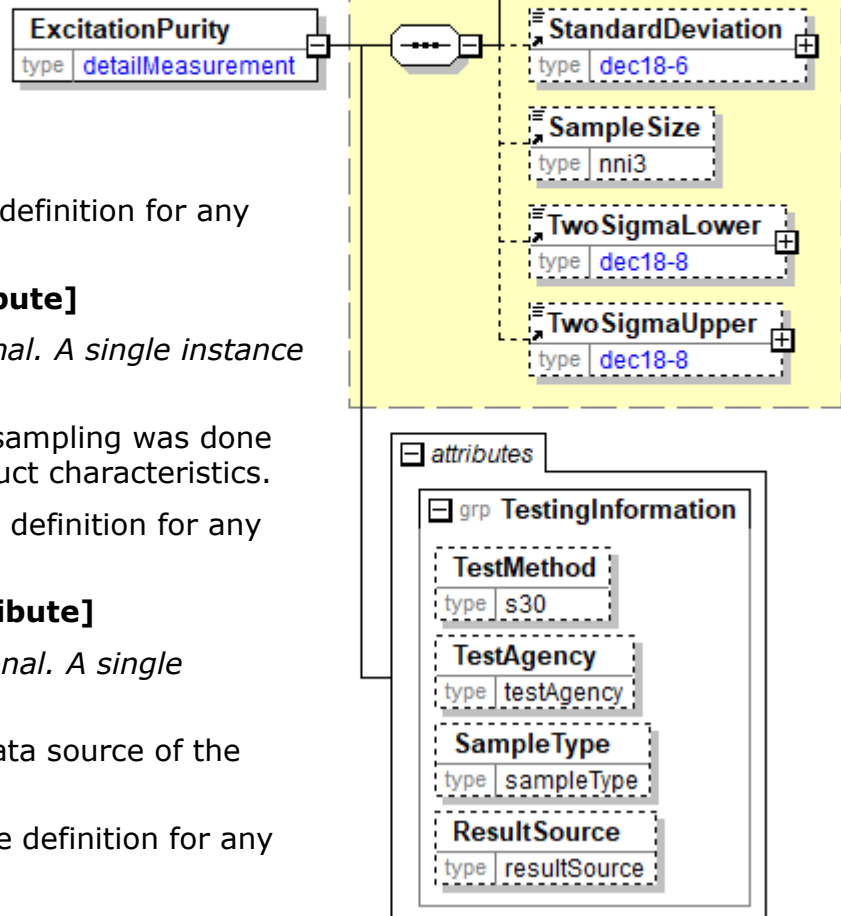 ExcitationPurity
type detailMeasurement
StandardDeviation
type dec18-6
SampleSize
type nni3
TwoSigmaLower
type dec18-8
TwoSigmaUpper
type dec18-8
definition for any
bute]
nal. A single instance
sampling was done
uct characteristics.
definition for any
ibute]
onal. A single
ata source of the
e definition for any
attributes
grp TestingInformation
TestMethod
type s30
TestAgency
type testAgency
SampleType
type sampleType
ResultSource
type resultSource